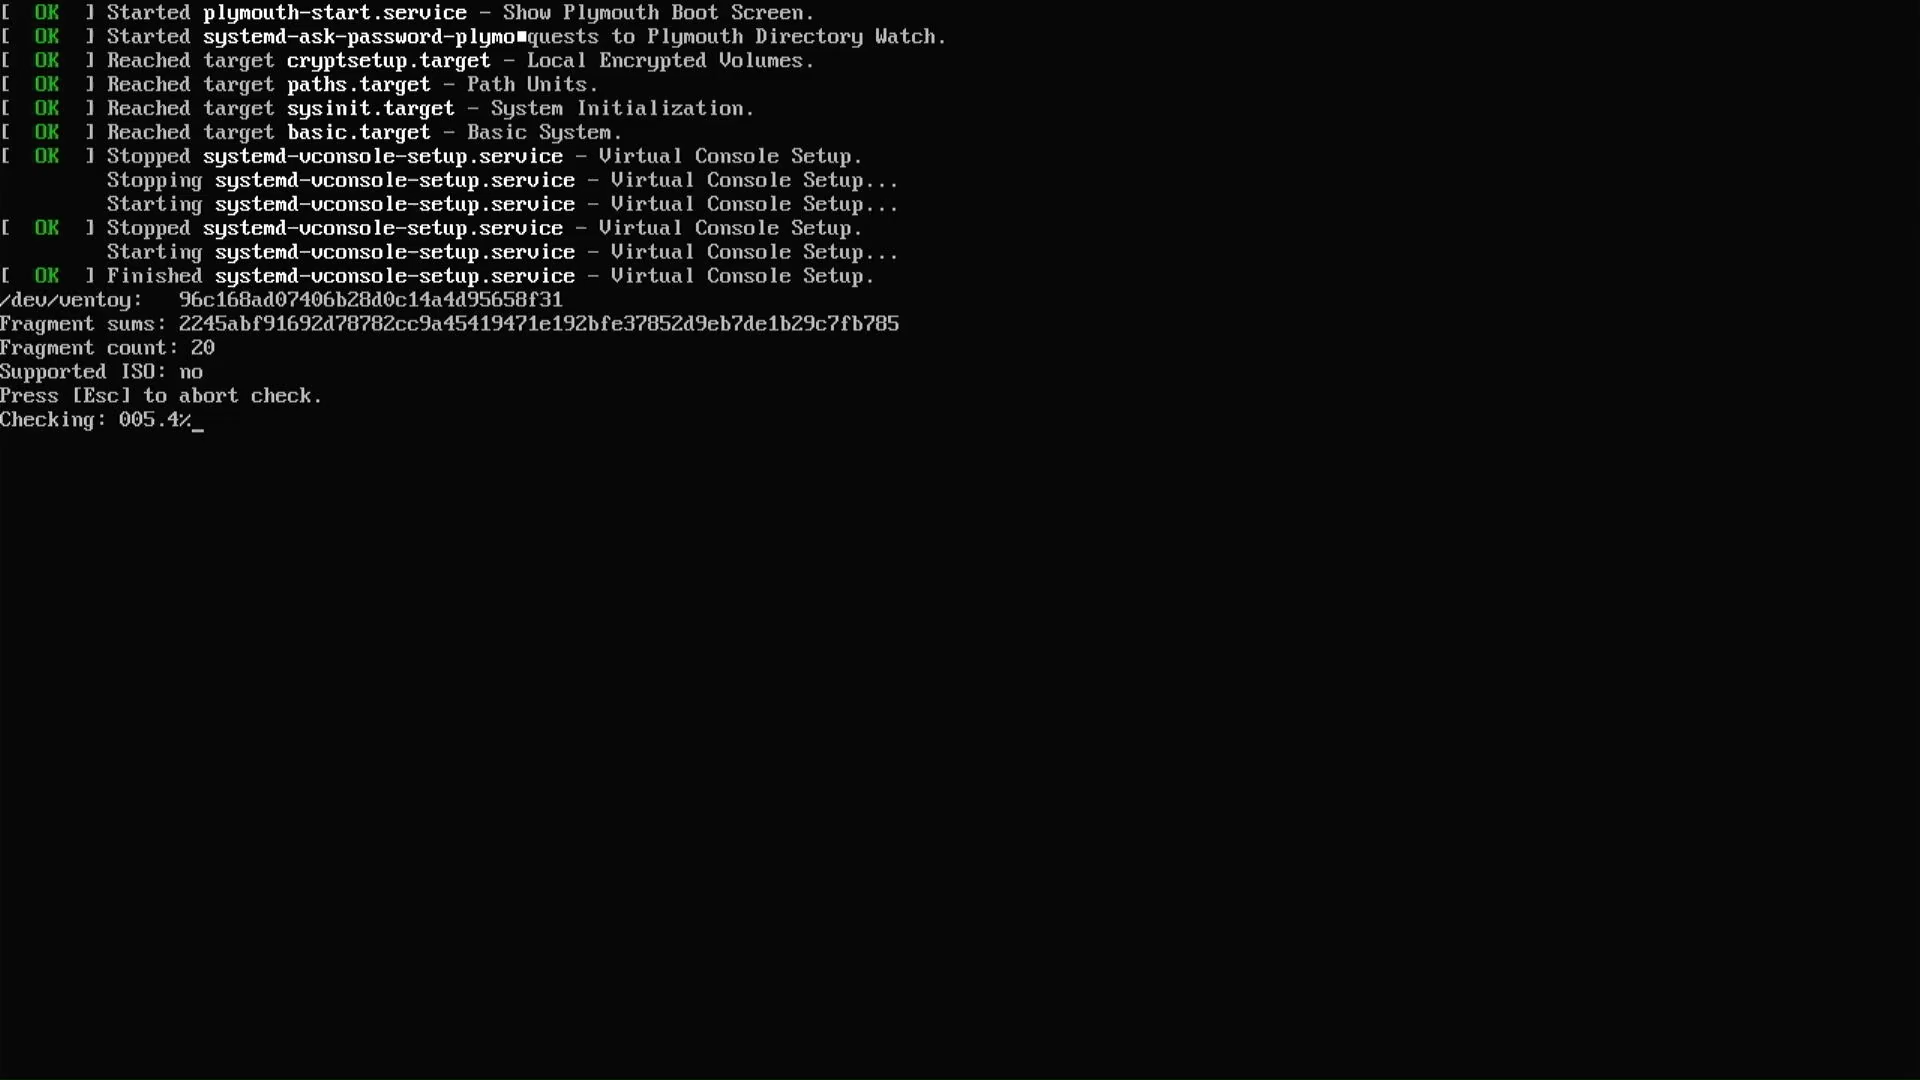 [  OK  ] Started plymouth-start.service - Show Plymouth Boot Screen.
[  OK  ] Started systemd-ask-password-plymo■quests to Plymouth Directory Watch.
[  OK  ] Reached target cryptsetup.target - Local Encrypted Volumes.
[  OK  ] Reached target paths.target - Path Units.
[  OK  ] Reached target sysinit.target - System Initialization.
[  OK  ] Reached target basic.target - Basic System.
[  OK  ] Stopped systemd-vconsole-setup.service - Virtual Console Setup.
Stopping systemd-vconsole-setup.service - Virtual Console Setup...
Starting systemd-vconsole-setup.service - Virtual Console Setup...
[  OK  ] Stopped systemd-vconsole-setup.service - Virtual Console Setup.
Starting systemd-vconsole-setup.service - Virtual Console Setup...
[  OK  ] Finished systemd-vconsole-setup.service - Virtual Console Setup.
/dev/ventoy:   96c168ad07406b28d0c14a4d95658f31
Fragment sums: 2245abf91692d78782cc9a45419471e192bfe37852d9eb7de1b29c7fb785
Fragment count: 20
Supported ISO: no
Press [Esc] to abort check.
Checking: 005.4%_